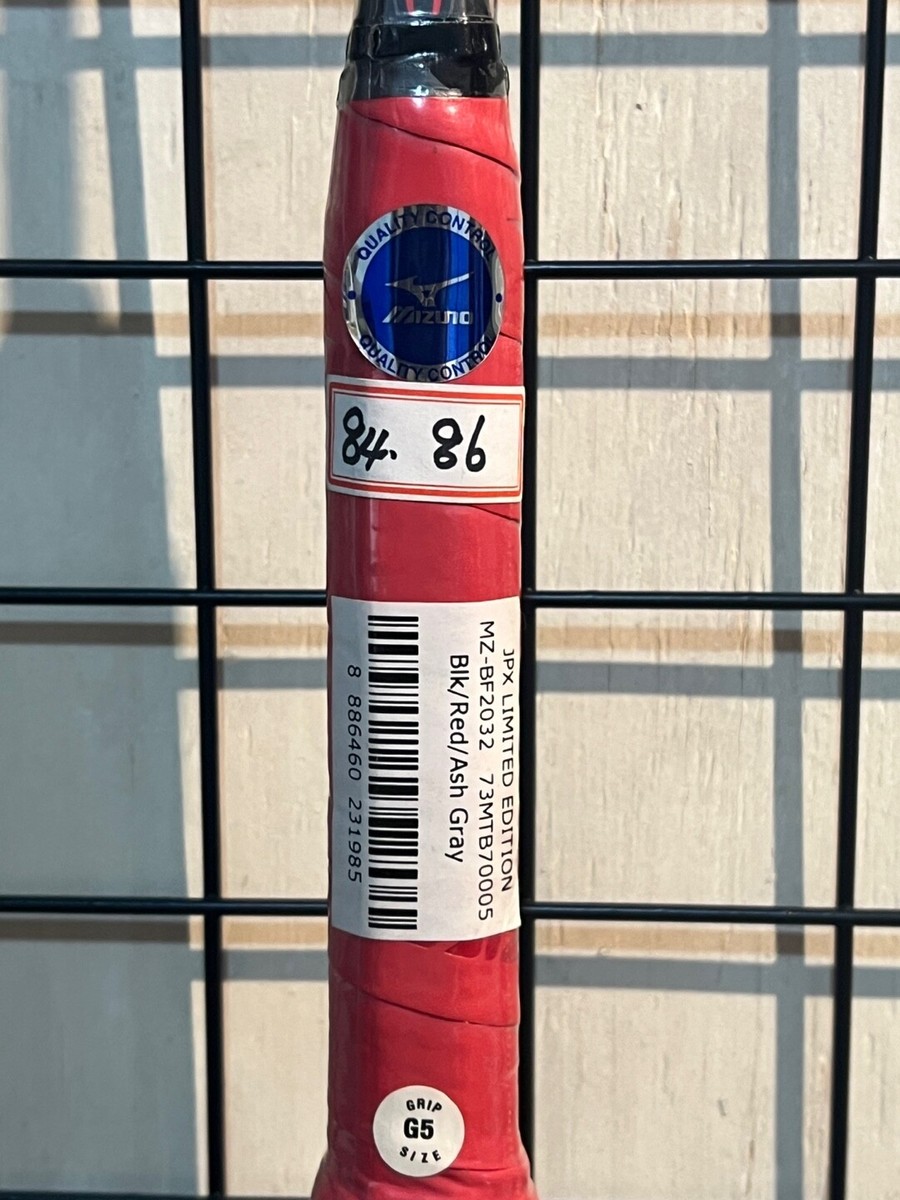 QUALITY CONTROL
MIZUNO
QUALITY CONTROL
84. 86
JPX LIMITED EDITION
MZ-BF2032 73MTB70005
Blk/Red/Ash Gray
8 886460 231985
GRIP
G5
SIZE